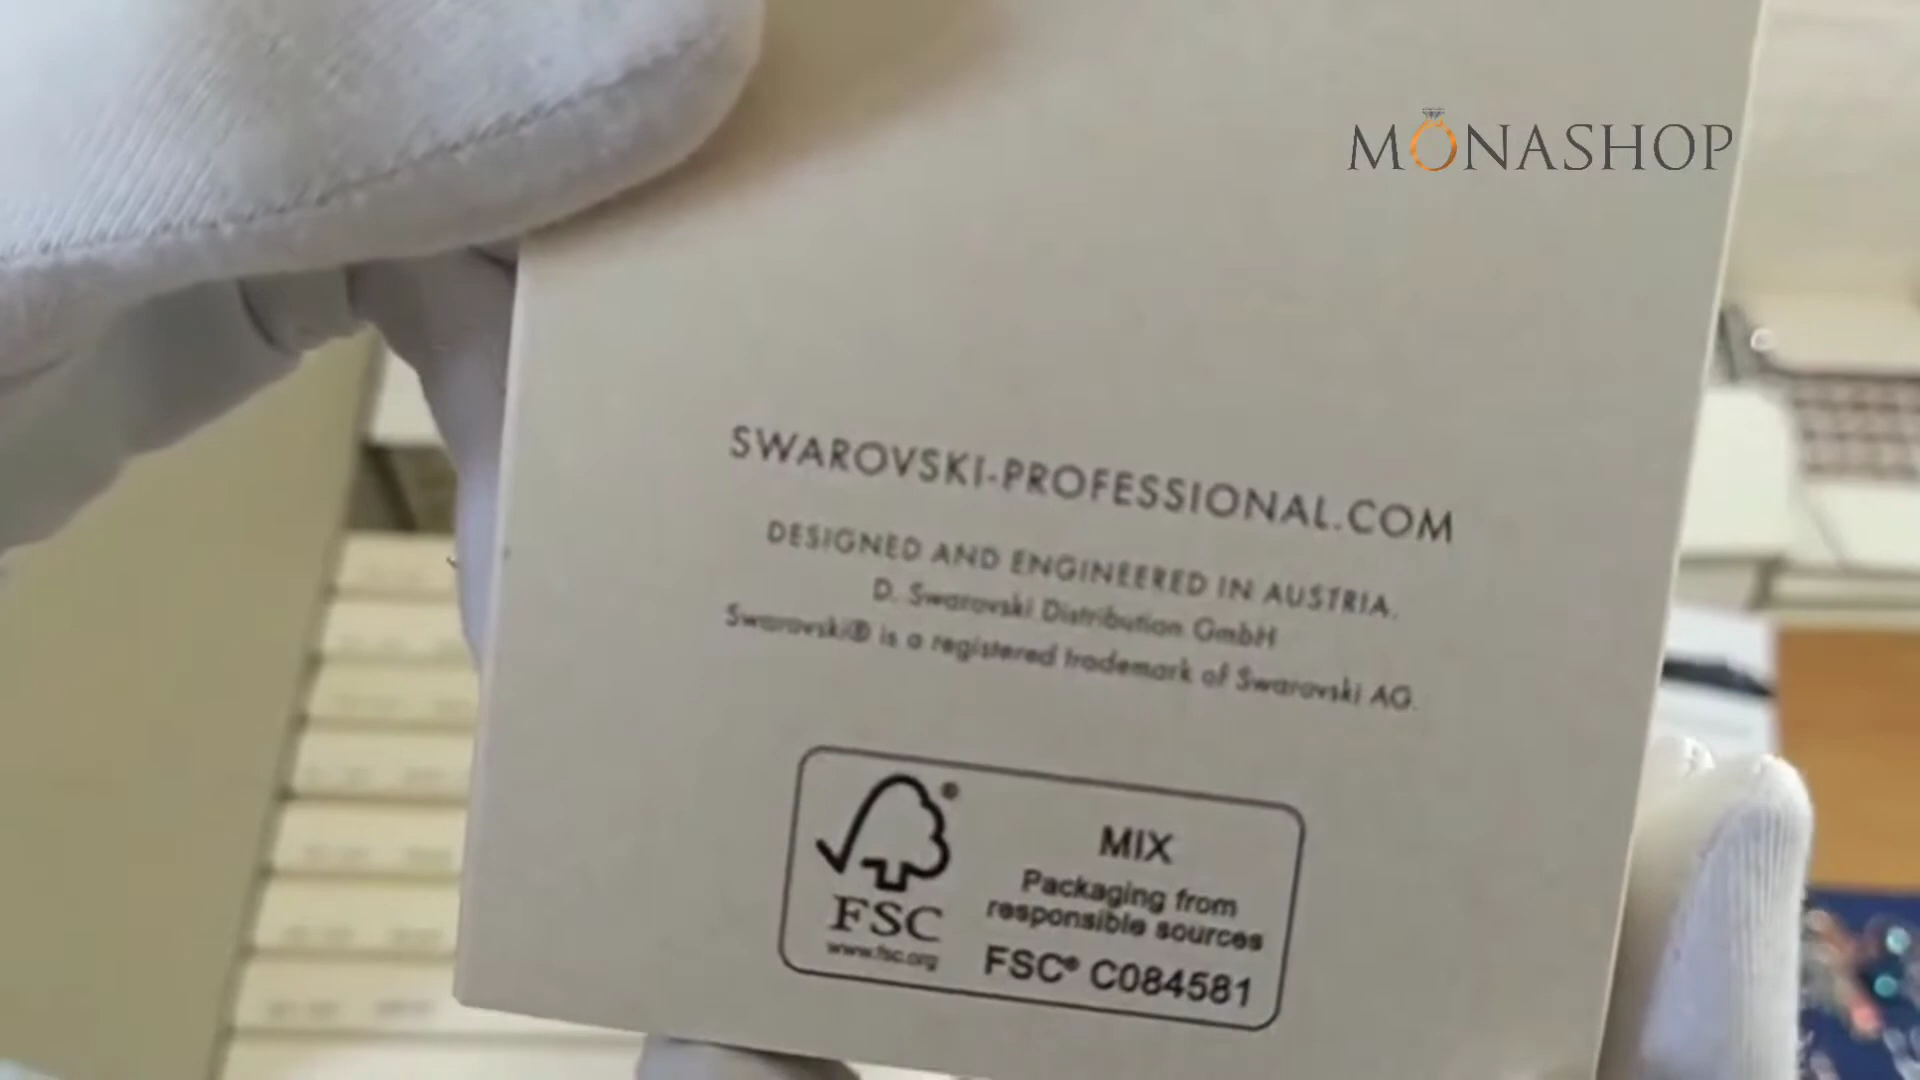 MONASHOP
SWAROVSKI-PROFESSIONAL.COM
DESIGNED AND ENGINEERED IN AUSTRIA.
D. Swarovski Distribution GmbH
Swarovski® is a registered trademark of Swarovski AG.
MIX
Packaging from
responsible sources
FSC® C084581
FSC
www.fsc.org